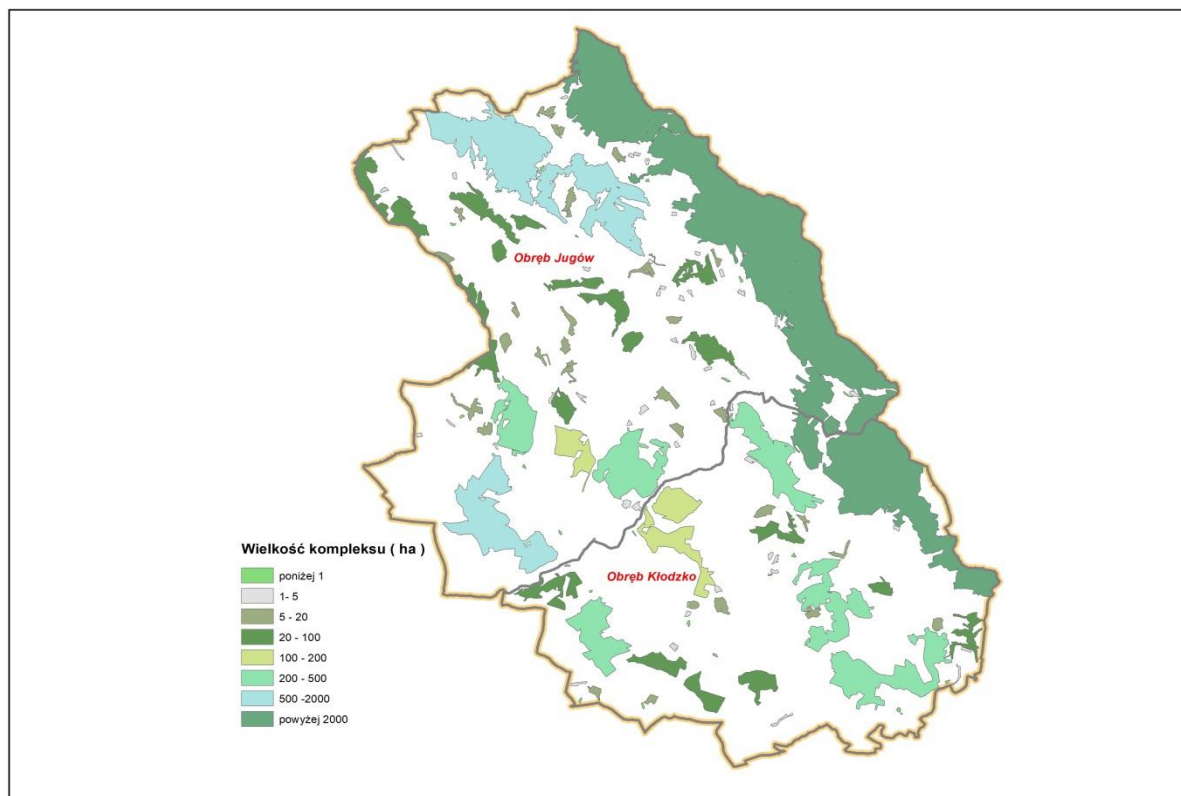 Obręb Jugów
Wielkość kompleksu ( ha )
poniżej 1
1- 5
5 - 20
20 - 100
100 - 200
200 - 500
500 -2000
powyżej 2000
Obręb Kłodzko